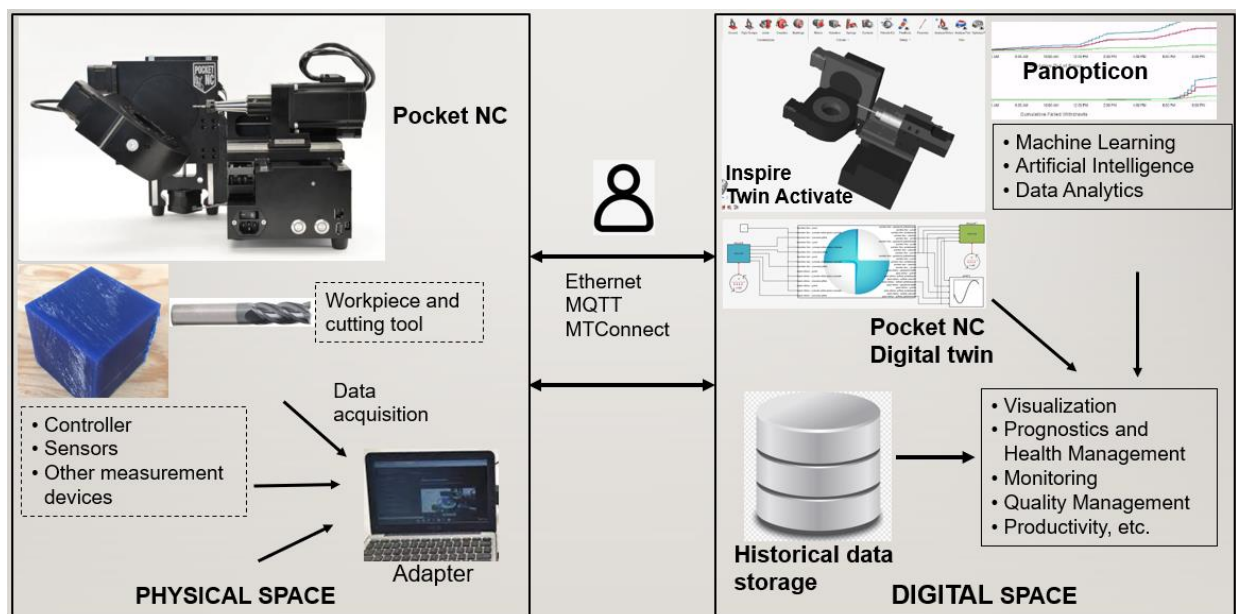 POCKET
NC
Pocket NC
Workpiece and
cutting tool
• Controller
• Sensors
• Other measurement
devices
Data
acquisition
Adapter
PHYSICAL SPACE
Ethernet
MQTT
MTConnect
Inspire
Twin Activate
Panopticon
• Machine Learning
• Artificial Intelligence
• Data Analytics
Pocket NC
Digital twin
Historical data
storage
• Visualization
• Prognostics and
Health Management
• Monitoring
• Quality Management
• Productivity, etc.
DIGITAL SPACE